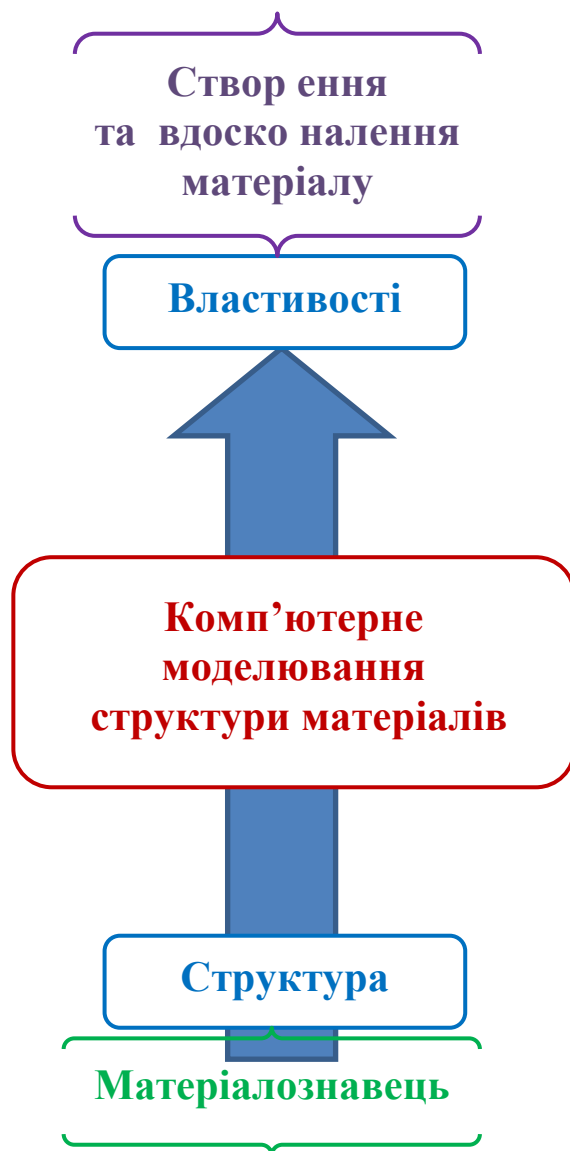 Створ ення
та вдоско налення
матеріалу
Властивості
Комп’ютерне
моделювання
структури матеріалів
Структура
Матеріалознавець